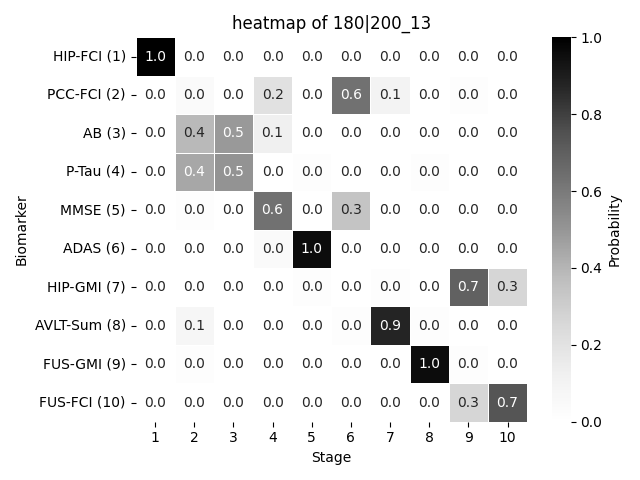 heatmap of 180|200_13
HIP-FCI (1) 1.0 0.0 0.0 0.0 0.0 0.0 0.0 0.0 0.0 0.0
PCC-FCI (2) 0.0 0.0 0.0 0.2 0.0 0.6 0.1 0.0 0.0 0.0
AB (3) 0.0 0.4 0.5 0.1 0.0 0.0 0.0 0.0 0.0 0.0
P-Tau (4) 0.0 0.4 0.5 0.0 0.0 0.0 0.0 0.0 0.0 0.0
MMSE (5) 0.0 0.0 0.0 0.6 0.0 0.3 0.0 0.0 0.0 0.0
ADAS (6) 0.0 0.0 0.0 0.0 1.0 0.0 0.0 0.0 0.0 0.0
HIP-GMI (7) 0.0 0.0 0.0 0.0 0.0 0.0 0.0 0.0 0.7 0.3
AVLT-Sum (8) 0.0 0.1 0.0 0.0 0.0 0.0 0.9 0.0 0.0 0.0
FUS-GMI (9) 0.0 0.0 0.0 0.0 0.0 0.0 0.0 1.0 0.0 0.0
FUS-FCI (10) 0.0 0.0 0.0 0.0 0.0 0.0 0.0 0.0 0.3 0.7
1 2 3 4 5 6 7 8 9 10
Stage
Biomarker
1.0
0.8
0.6
0.4
0.2
0.0
Probability